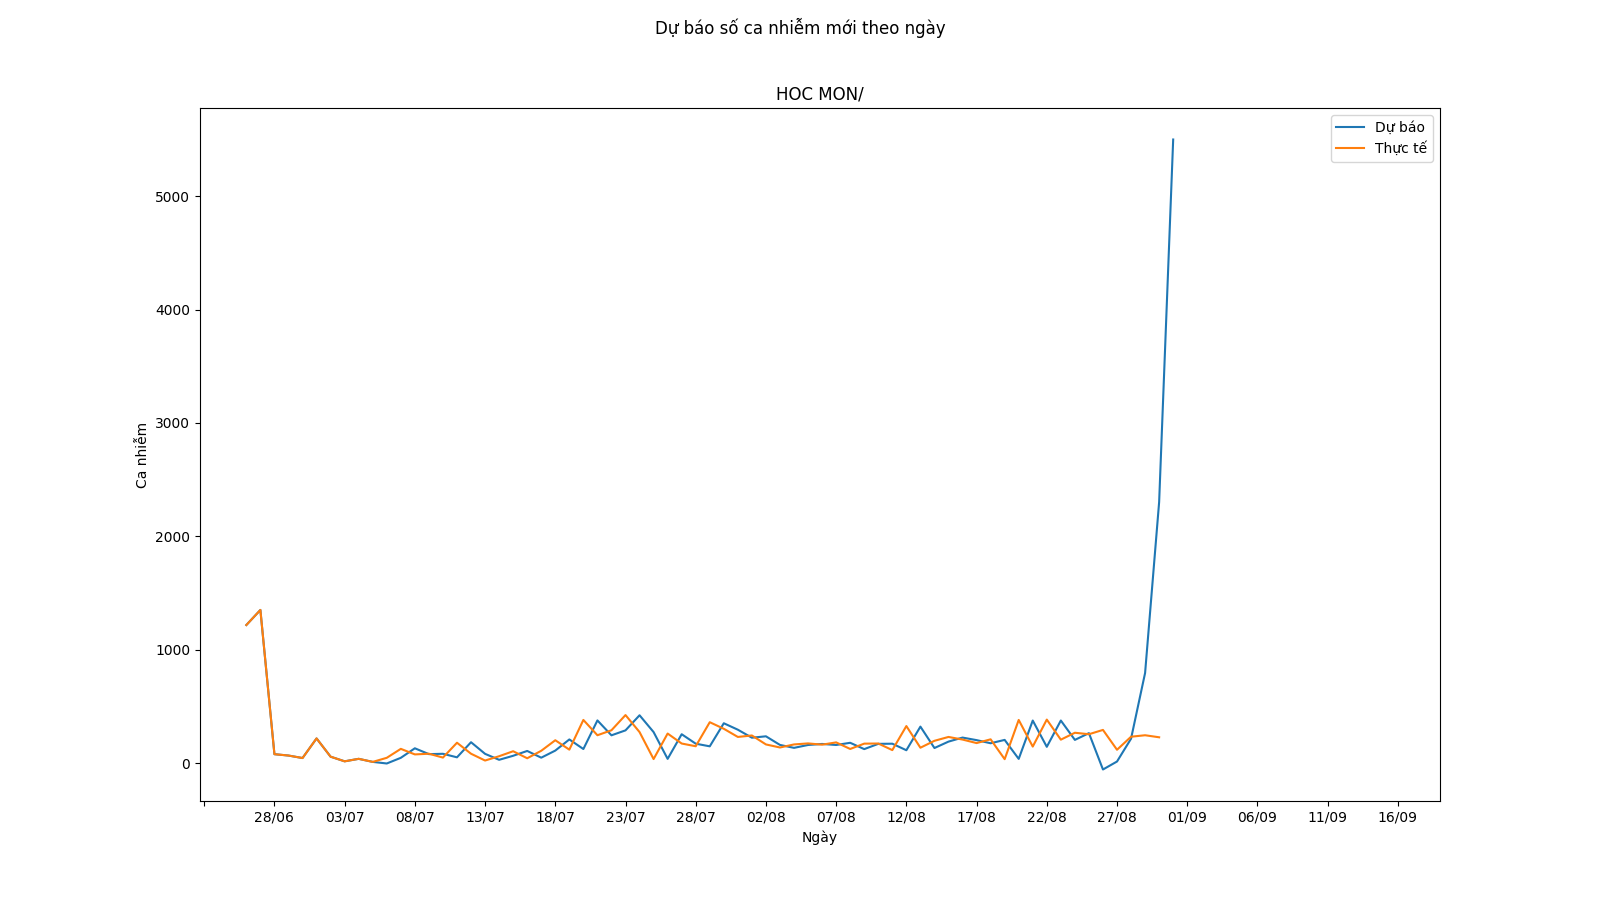 Dự báo số ca nhiễm mới theo ngày
HOC MON/
Dự báo
Thực tế
5000
4000
3000
2000
1000
0
Ca nhiễm
28/06 03/07 08/07 13/07 18/07 23/07 28/07 02/08 07/08 12/08 17/08 22/08 27/08 01/09 06/09 11/09 16/09
Ngày